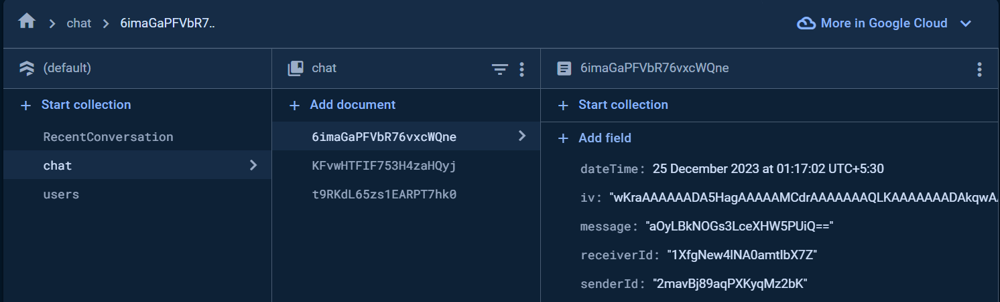 chat
6imaGaPFVbR7..
More in Google Cloud
(default)
Start collection
RecentConversation
chat
users
chat
Add document
6imaGaPFVbR76vxcWQne
KFvwHTFIF753H4zaHQyj
t9RKdL65zs1EARPT7hk0
6imaGaPFVbR76vxcWQne
Start collection
Add field
dateTime: 25 December 2023 at 01:17:02 UTC+5:30
iv: "wKraAAAAAADA5HagAAAAAMCdrAAAAAAAQLKAAAAAAADAkqwAA
message: "aOyLBkNOGs3LceXHW5PUiQ=="
receiverId: "1XfgNew4lNA0amtIbX7Z"
senderId: "2mavBj89aqPXKyqMz2bK"